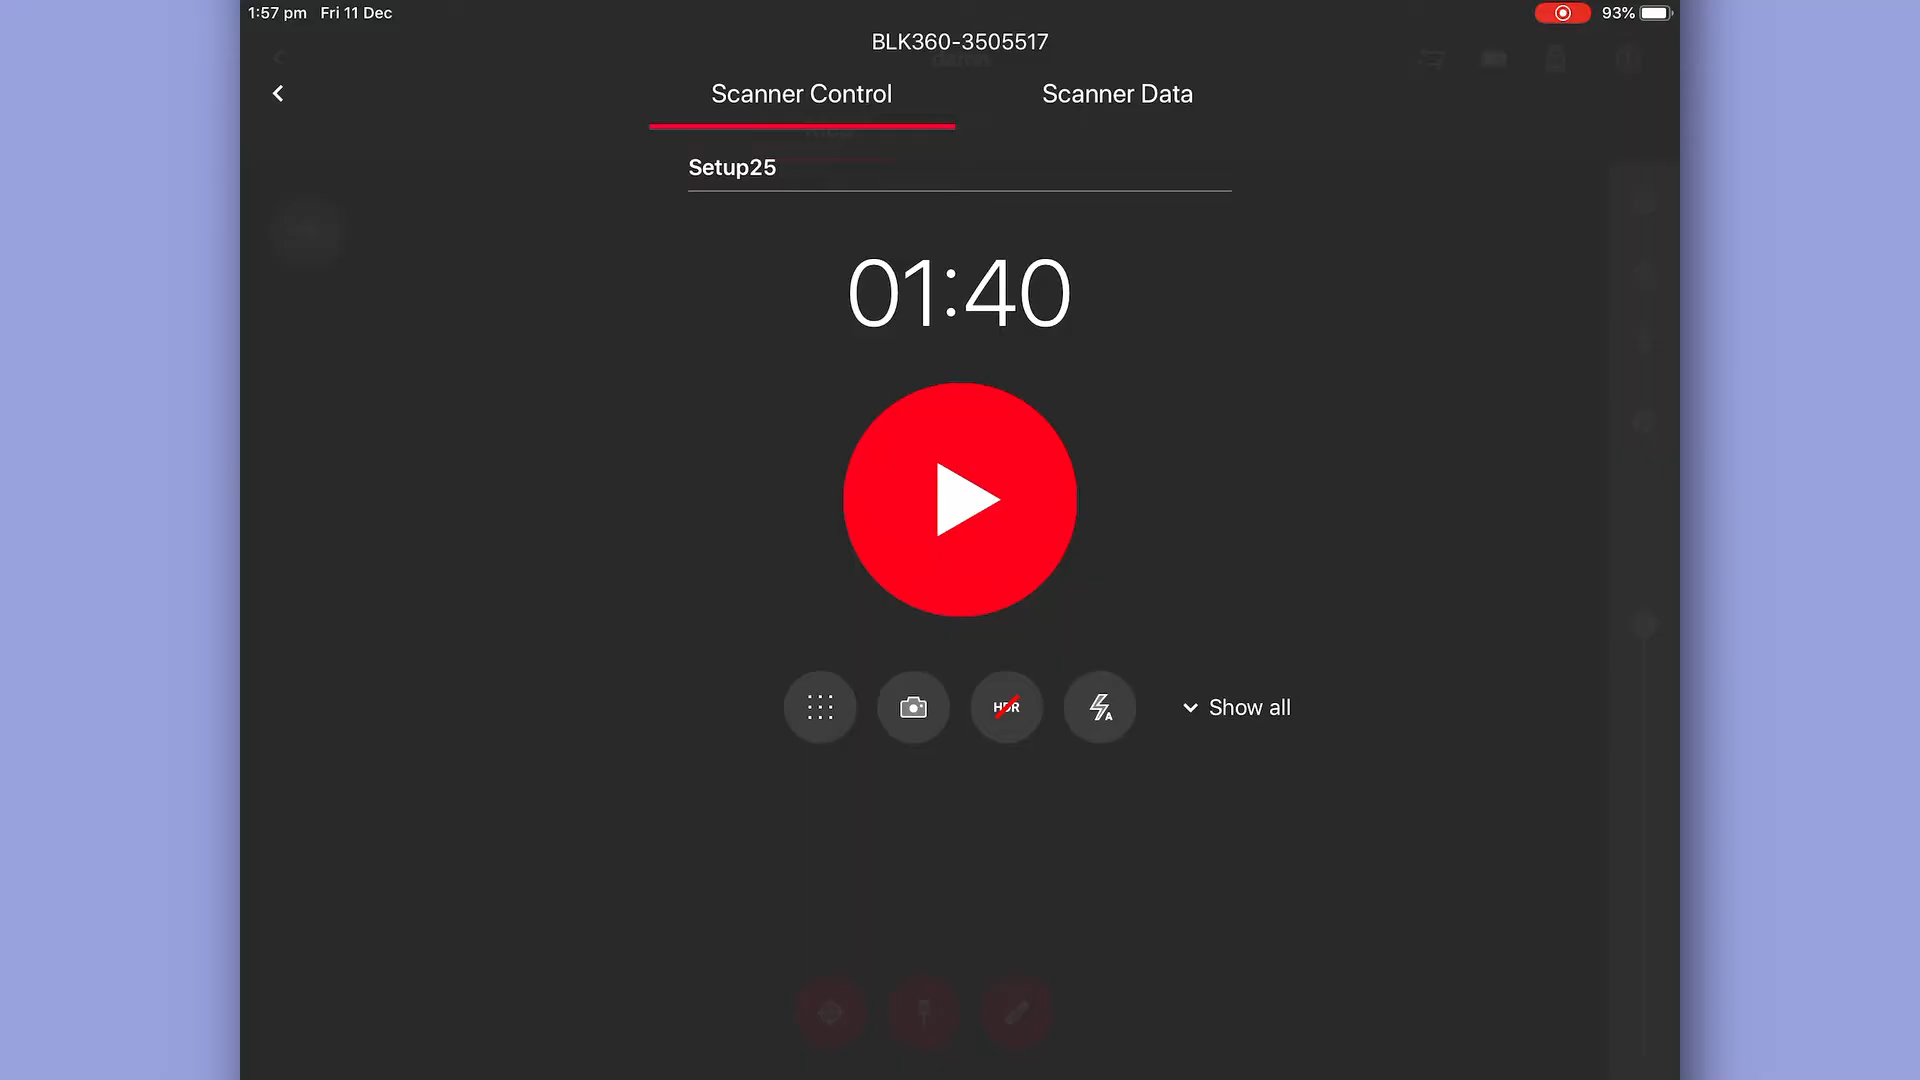 1:57 pm Fri 11 Dec
93%
BLK360-3505517
Scanner Control
Scanner Data
Setup25
01:40
HDR
A
Show all